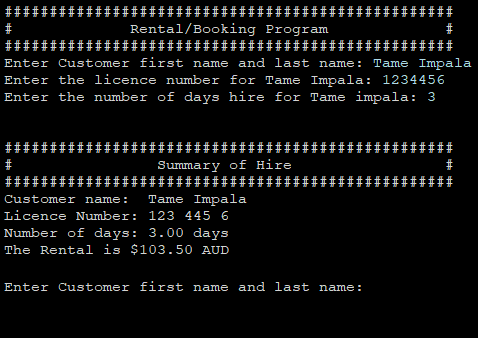 ##################################################
# Rental/Booking Program #
##################################################
Enter Customer first name and last name: Tame Impala
Enter the licence number for Tame Impala: 1234456
Enter the number of days hire for Tame impala: 3
##################################################
# Summary of Hire #
##################################################
Customer name: Tame Impala
Licence Number: 123 445 6
Number of days: 3.00 days
The Rental is $103.50 AUD
Enter Customer first name and last name: